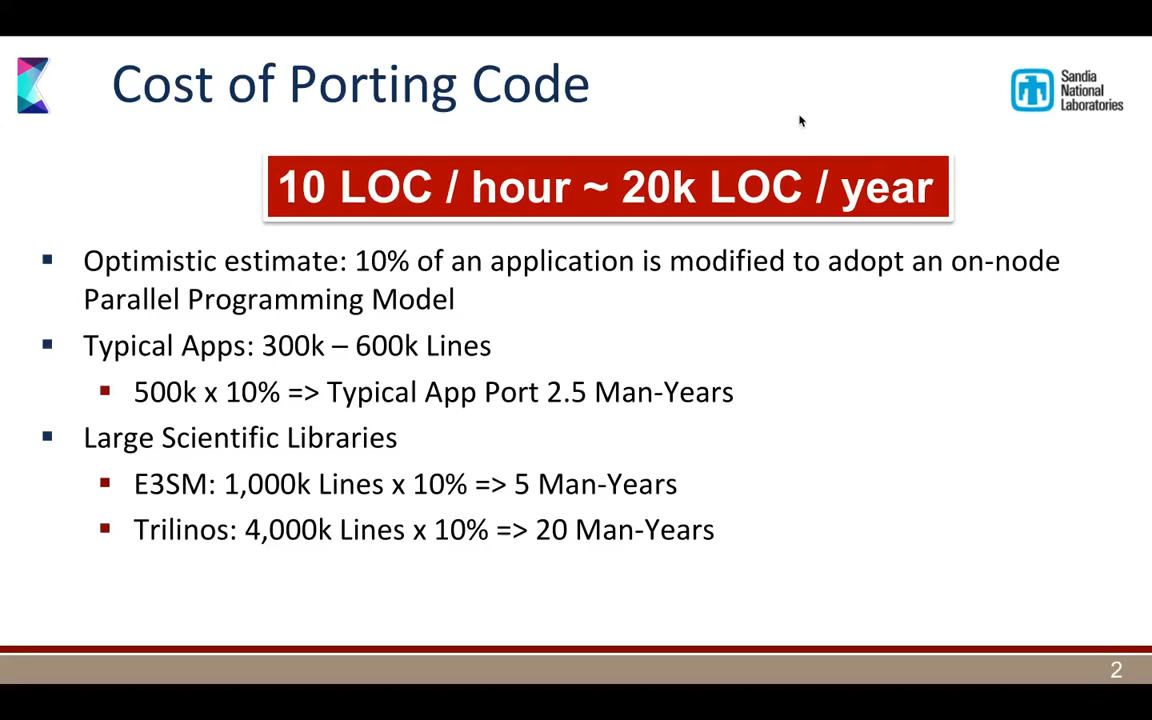 Cost of Porting Code
Sandia
National
Laboratories
10 LOC / hour ~ 20k LOC / year
▪ Optimistic estimate: 10% of an application is modified to adopt an on-node
Parallel Programming Model
▪ Typical Apps: 300k – 600k Lines
▪ 500k x 10% => Typical App Port 2.5 Man-Years
▪ Large Scientific Libraries
▪ E3SM: 1,000k Lines x 10% => 5 Man-Years
▪ Trilinos: 4,000k Lines x 10% => 20 Man-Years
2